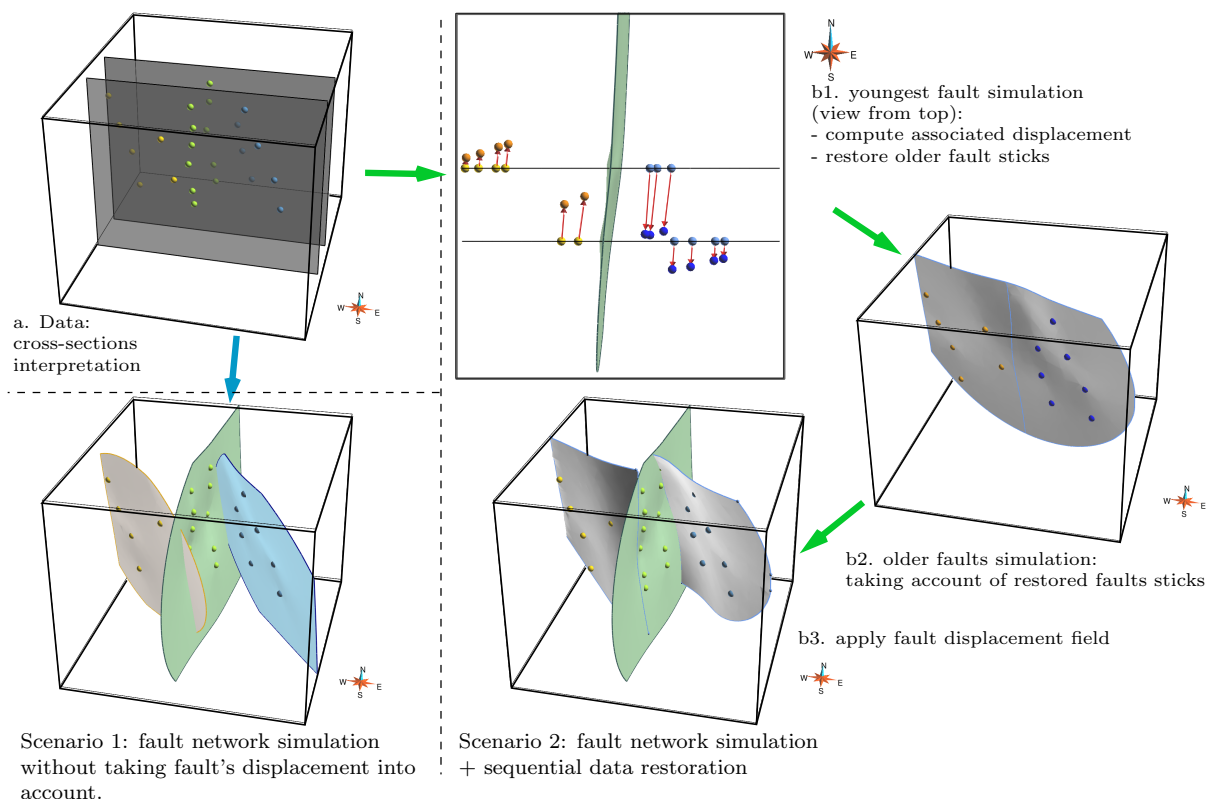 N
W E
S
b1. youngest fault simulation
(view from top):
- compute associated displacement
- restore older fault sticks
N
W E
S
a. Data:
cross-sections
interpretation
N
W E
S
b2. older faults simulation:
taking account of restored faults sticks
b3. apply fault displacement field
N
W E
S
N
W E
S
Scenario 1: fault network simulation
without taking fault's displacement into
account.
Scenario 2: fault network simulation
+ sequential data restoration